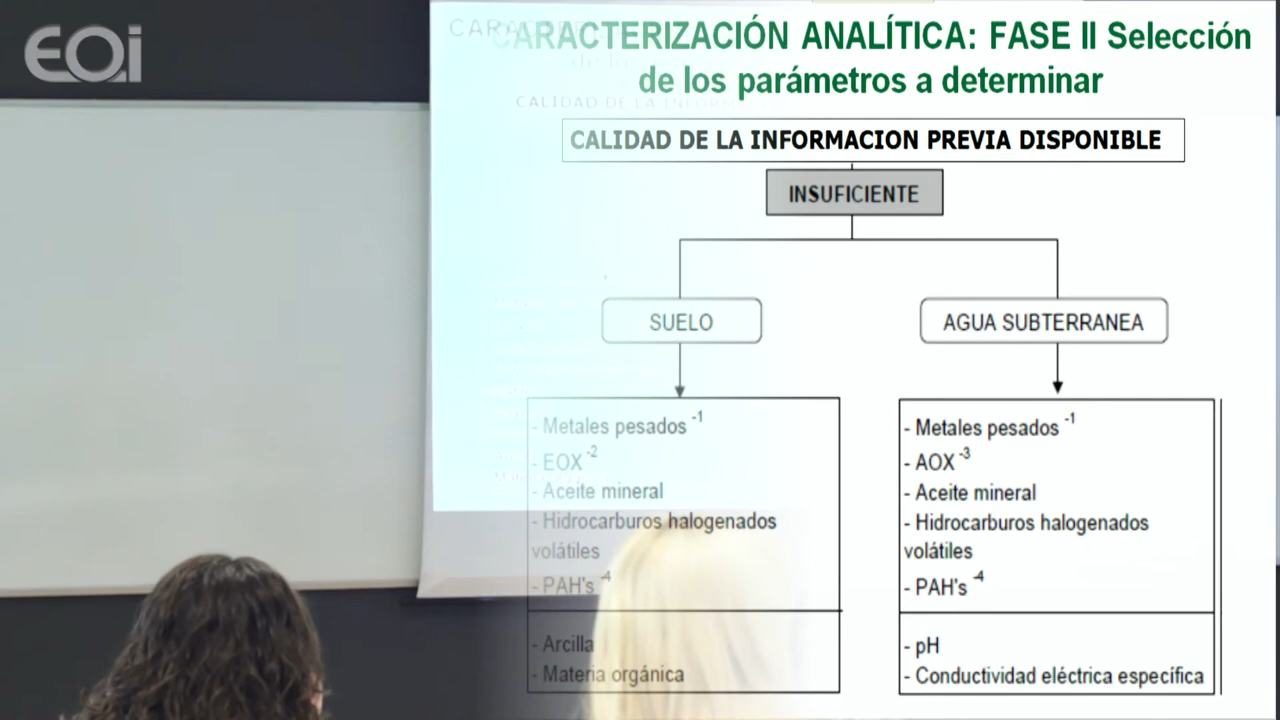 EOi
CARACTERIZACIÓN ANALÍTICA: FASE II Selección
de los parámetros a determinar
CALIDAD DE LA INFORMACION PREVIA DISPONIBLE
INSUFICIENTE
SUELO
AGUA SUBTERRANEA
- Metales pesados -1
- EOX -2
- Aceite mineral
- Hidrocarburos halogenados
volátiles
- PAH's -4
- Arcilla
- Materia orgánica
- Metales pesados -1
- AOX -3
- Aceite mineral
- Hidrocarburos halogenados
volátiles
- PAH's -4
- pH
- Conductividad eléctrica específica